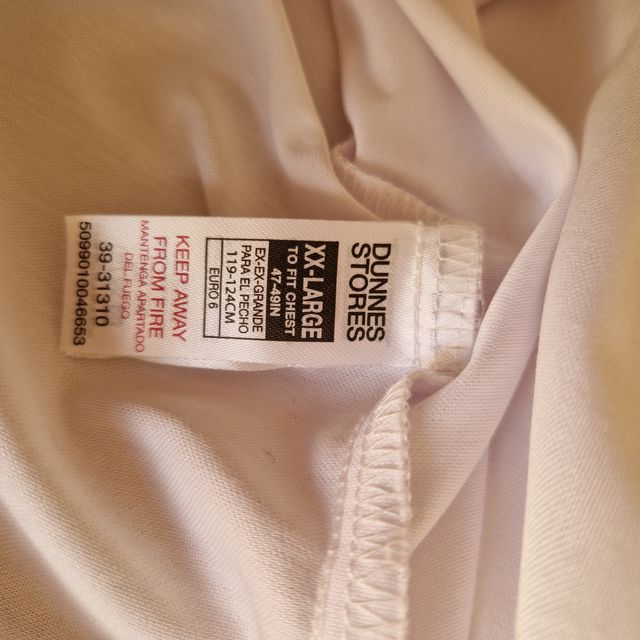 DUNNES
STORES
XX-LARGE
TO FIT CHEST
47-49IN
EX-EX-GRANDE
PARA EL PECHO
119-124CM
EURO.6
KEEP AWAY
FROM FIRE
MANTENGA APARTADO
DEL FUEGO
39-31310
5099010046653